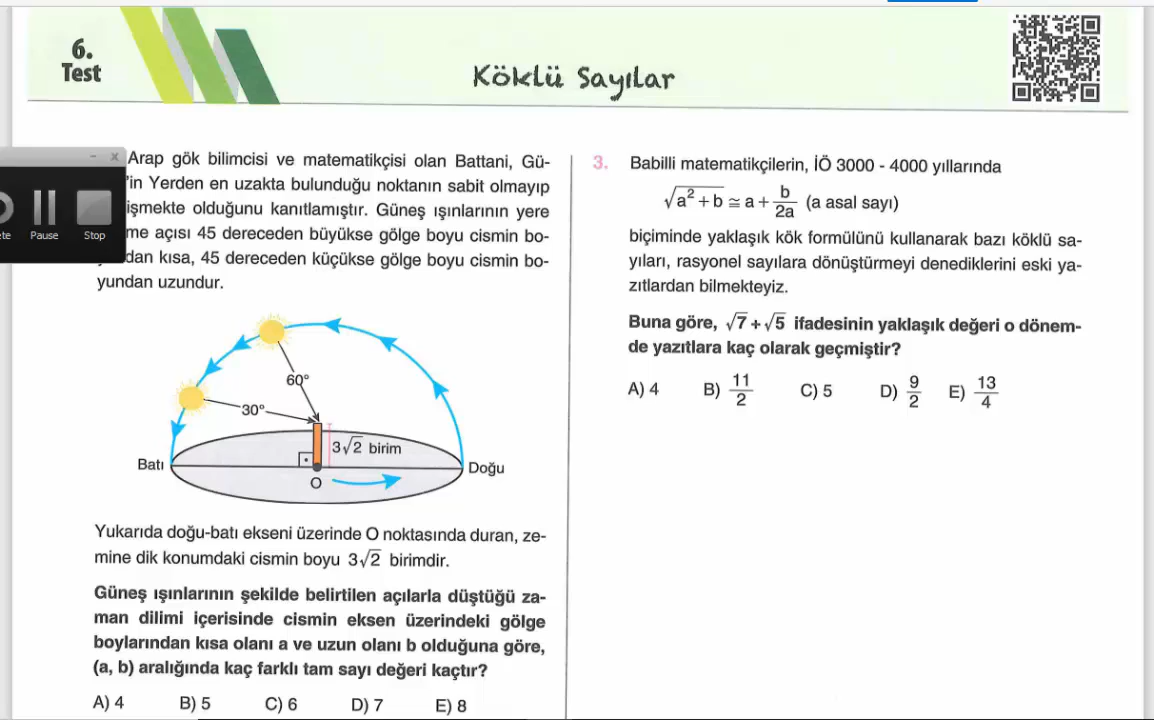 6.
Test
Köklü Sayılar
Arap gök bilimcisi ve matematikçisi olan Battani, Gü-
'in Yerden en uzakta bulunduğu noktanın sabit olmayıp
işmekte olduğunu kanıtlamıştır. Güneş ışınlarının yere
me açısı 45 dereceden büyükse gölge boyu cismin bo-
dan kısa, 45 dereceden küçükse gölge boyu cismin bo-
yundan uzundur.
- x
ete Pause Stop
60°
30°
3√2 birim
Batı
Doğu
O
Yukarıda doğu-batı ekseni üzerinde O noktasında duran, ze-
mine dik konumdaki cismin boyu 3√2 birimdir.
Güneş ışınlarının şekilde belirtilen açılarla düştüğü za-
man dilimi içerisinde cismin eksen üzerindeki gölge
boylarından kısa olanı a ve uzun olanı b olduğuna göre,
(a, b) aralığında kaç farklı tam sayı değeri kaçtır?
A) 4 B) 5 C) 6 D) 7 E) 8
3. Babilli matematikçilerin, İÖ 3000 - 4000 yıllarında
√(a²+b) ≅ a + b/2a (a asal sayı)
biçiminde yaklaşık kök formülünü kullanarak bazı köklü sa-
yıları, rasyonel sayılara dönüştürmeyi denediklerini eski ya-
zıtlardan bilmekteyiz.
Buna göre, √7 + √5 ifadesinin yaklaşık değeri o dönem-
de yazıtlara kaç olarak geçmiştir?
A) 4 B) 11/2 C) 5 D) 9/2 E) 13/4